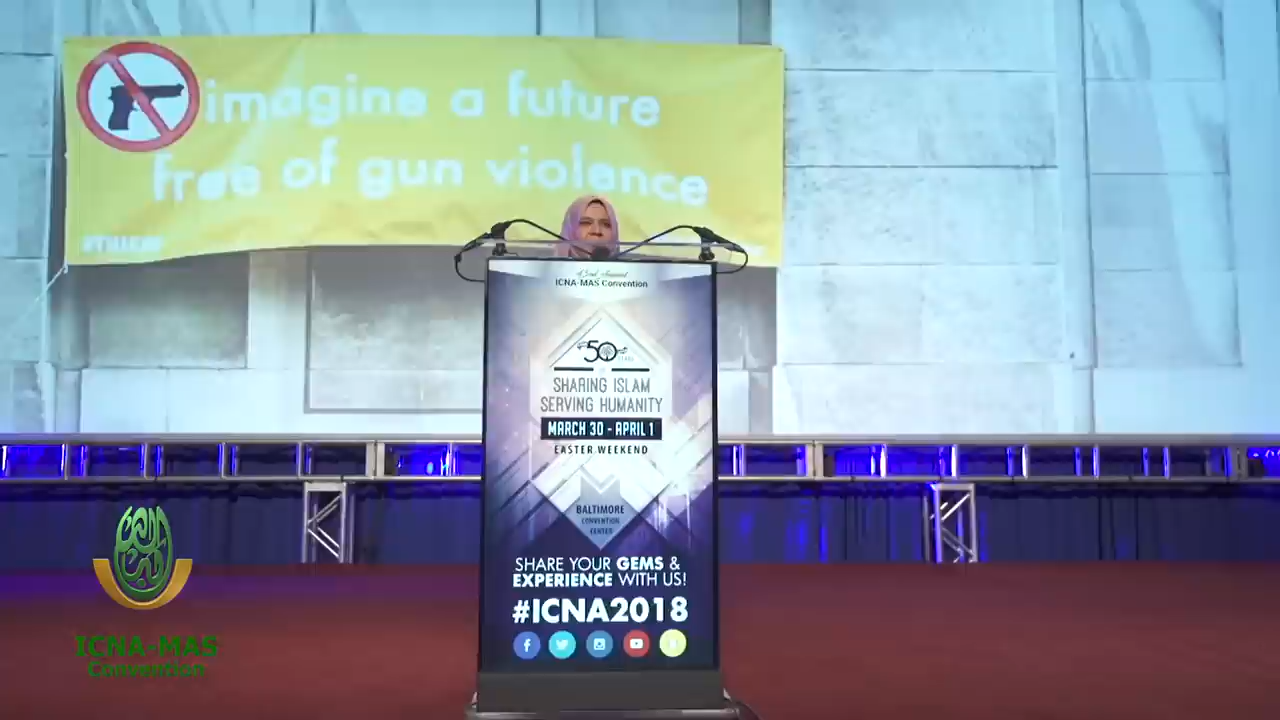 imagine a future
free of gun violence
ICNA-MAS Convention
50
SHARING ISLAM
SERVING HUMANITY
MARCH 30 - APRIL 1
EASTER WEEKEND
BALTIMORE
CONVENTION
CENTER
SHARE YOUR GEMS &
EXPERIENCE WITH US!
#ICNA2018
ICNA-MAS
Convention